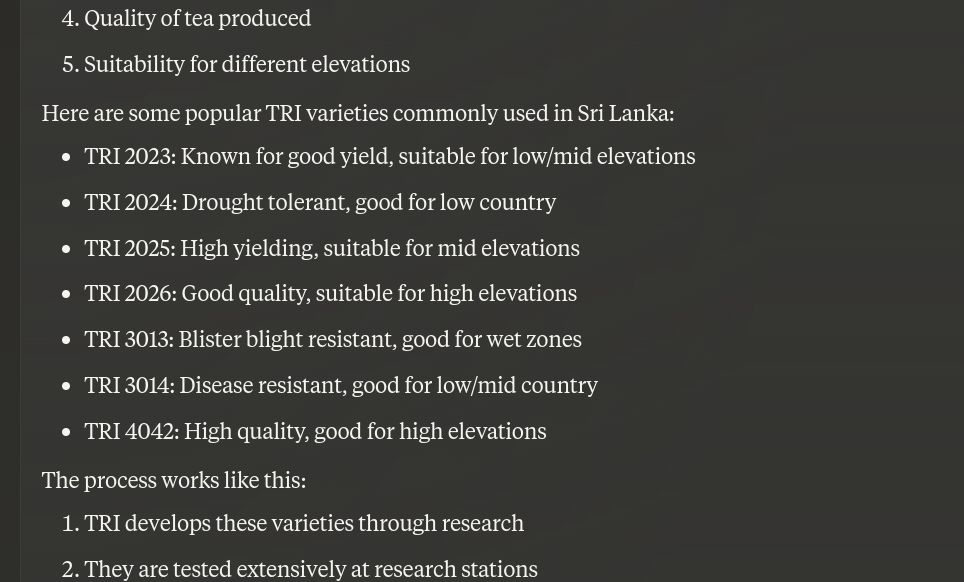 4. Quality of tea produced
5. Suitability for different elevations
Here are some popular TRI varieties commonly used in Sri Lanka:
• TRI 2023: Known for good yield, suitable for low/mid elevations
• TRI 2024: Drought tolerant, good for low country
• TRI 2025: High yielding, suitable for mid elevations
• TRI 2026: Good quality, suitable for high elevations
• TRI 3013: Blister blight resistant, good for wet zones
• TRI 3014: Disease resistant, good for low/mid country
• TRI 4042: High quality, good for high elevations
The process works like this:
1. TRI develops these varieties through research
2. They are tested extensively at research stations